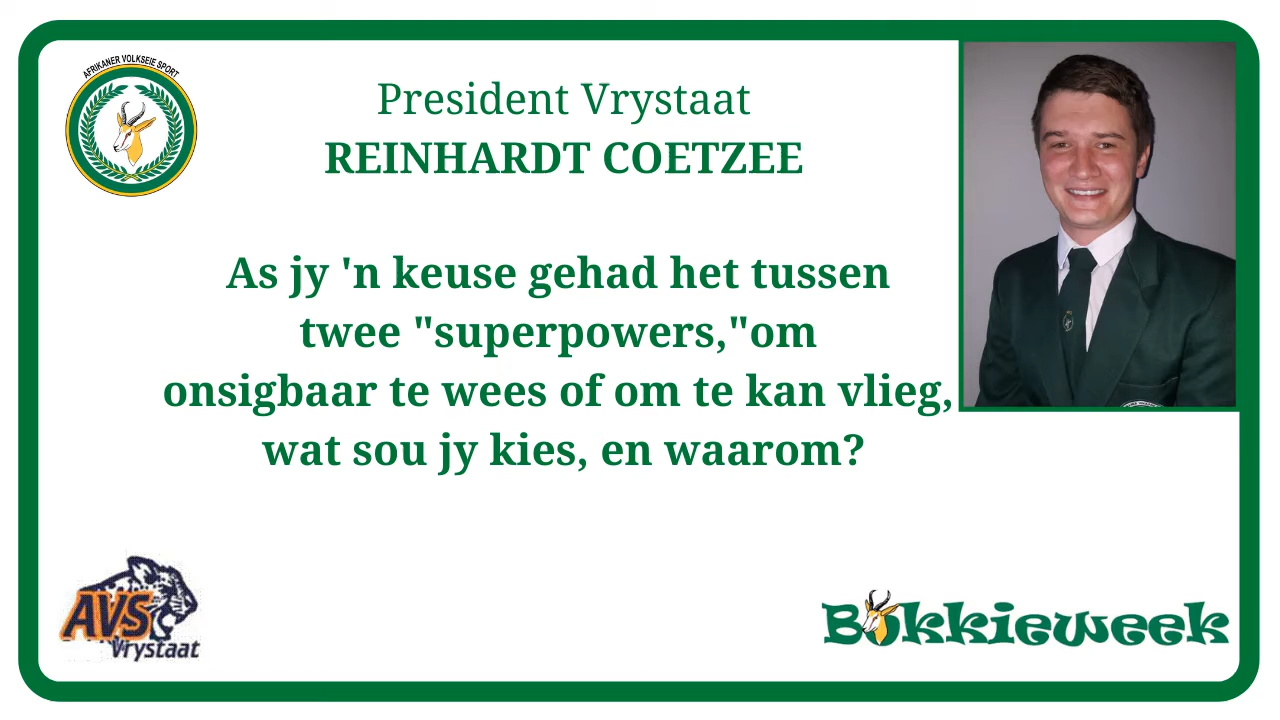 AFRIKANER VOLKSEIE SPORT
President Vrystaat
REINHARDT COETZEE
As jy 'n keuse gehad het tussen
twee "superpowers,"om
onsigbaar te wees of om te kan vlieg,
wat sou jy kies, en waarom?
AVS
Vrystaat
Bokkieweek